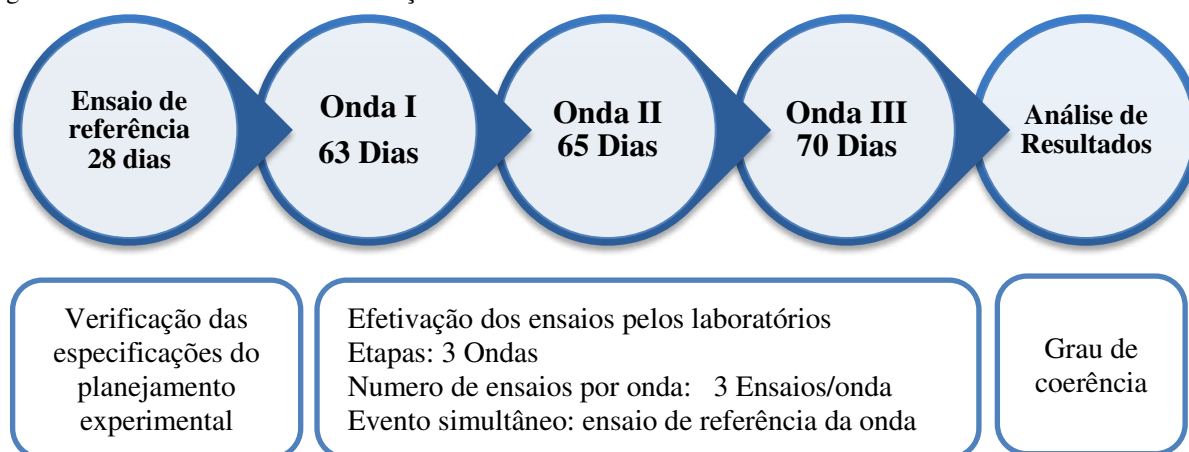 Ensaio de
referência
28 dias
Onda I
63 Dias
Onda II
65 Dias
Onda III
70 Dias
Análise de
Resultados
Verificação das
especificações do
planejamento
experimental
Efetivação dos ensaios pelos laboratórios
Etapas: 3 Ondas
Numero de ensaios por onda: 3 Ensaios/onda
Evento simultâneo: ensaio de referência da onda
Grau de
coerência